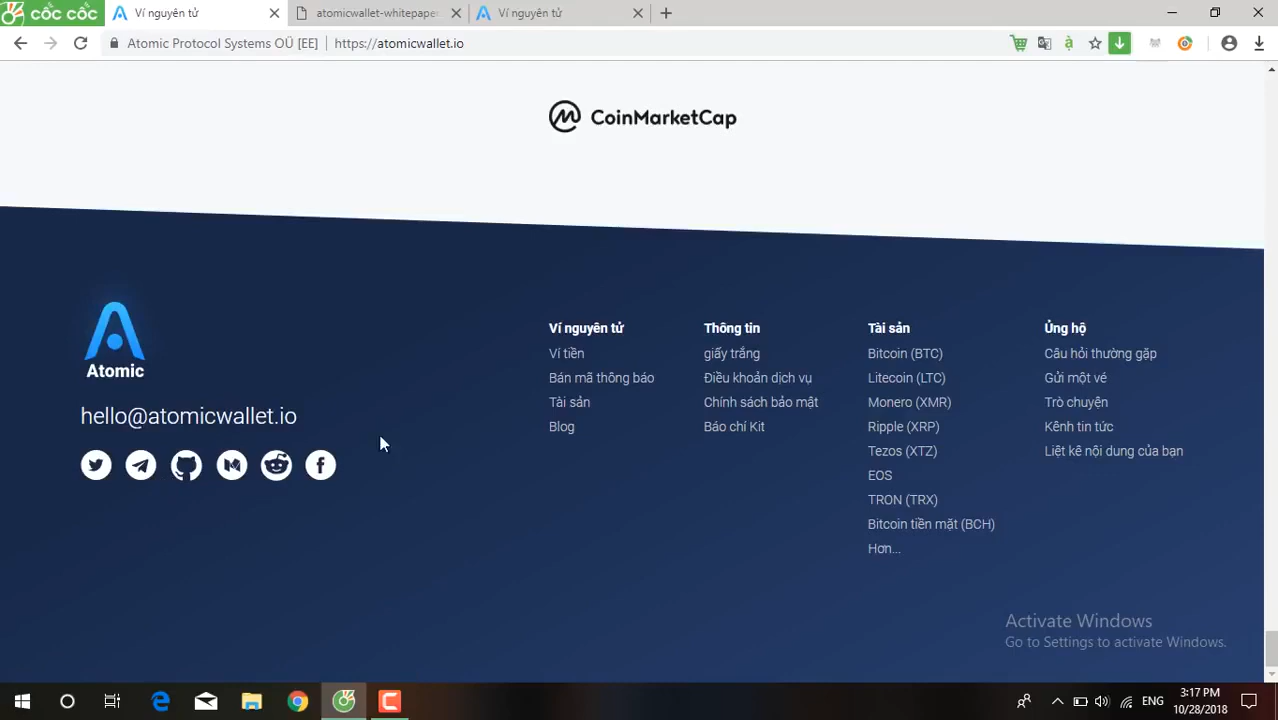 cốc cốc
Ví nguyên tử
atomicwallet-whitepaper
Ví nguyên tử
Atomic Protocol Systems OÜ [EE]
https://atomicwallet.io
CoinMarketCap
Atomic
hello@atomicwallet.io
Ví nguyên tử
Ví tiền
Bán mã thông báo
Tài sản
Blog
Thông tin
giấy trắng
Điều khoản dịch vụ
Chính sách bảo mật
Báo chí Kit
Tài sản
Bitcoin (BTC)
Litecoin (LTC)
Monero (XMR)
Ripple (XRP)
Tezos (XTZ)
EOS
TRON (TRX)
Bitcoin tiền mặt (BCH)
Hơn...
Ủng hộ
Câu hỏi thường gặp
Gửi một vé
Trò chuyện
Kênh tin tức
Liệt kê nội dung của bạn
Activate Windows
Go to Settings to activate Windows.
ENG
3:17 PM
10/28/2018